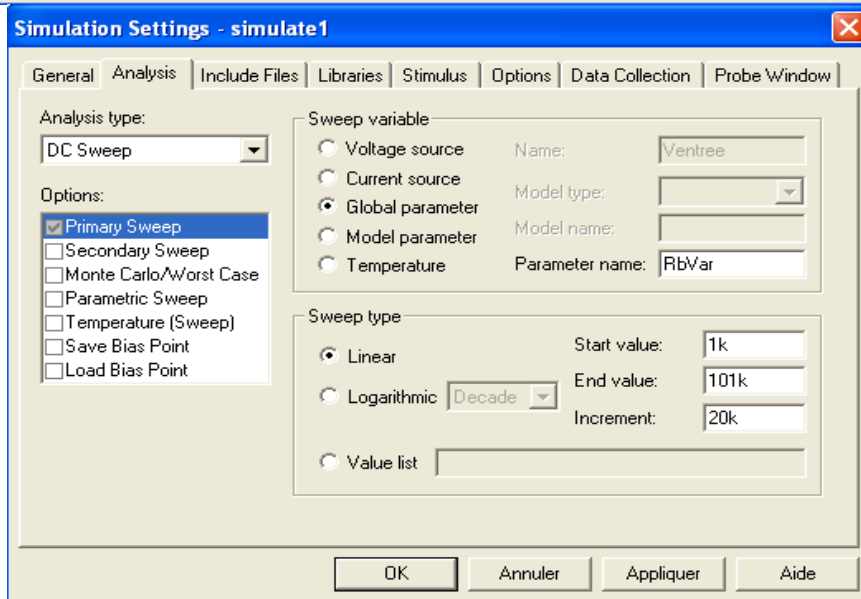 Simulation Settings - simulate1
General Analysis Include Files Libraries Stimulus Options Data Collection Probe Window
Analysis type:
DC Sweep
Options:
Primary Sweep
Secondary Sweep
Monte Carlo/Worst Case
Parametric Sweep
Temperature (Sweep)
Save Bias Point
Load Bias Point
Sweep variable
Voltage source
Current source
Global parameter
Model parameter
Temperature
Name: Ventree
Model type:
Model name:
Parameter name: RbVar
Sweep type
Linear
Logarithmic Decade
Value list
Start value: 1k
End value: 101k
Increment: 20k
OK Annuler Appliquer Aide